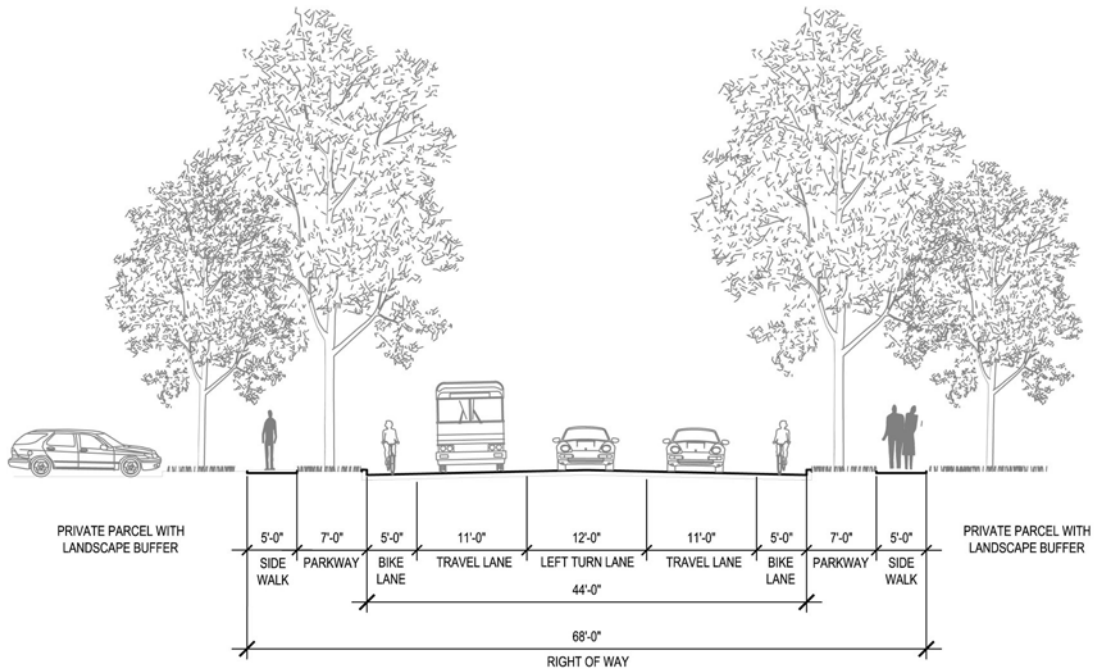 PRIVATE PARCEL WITH
LANDSCAPE BUFFER
5'-0" 7'-0" 5'-0" 11'-0" 12'-0" 11'-0" 5'-0" 7'-0" 5'-0"
SIDE WALK
PARKWAY
BIKE LANE
TRAVEL LANE
LEFT TURN LANE
TRAVEL LANE
BIKE LANE
PARKWAY
SIDE WALK
PRIVATE PARCEL WITH
LANDSCAPE BUFFER
44'-0"
68'-0"
RIGHT OF WAY